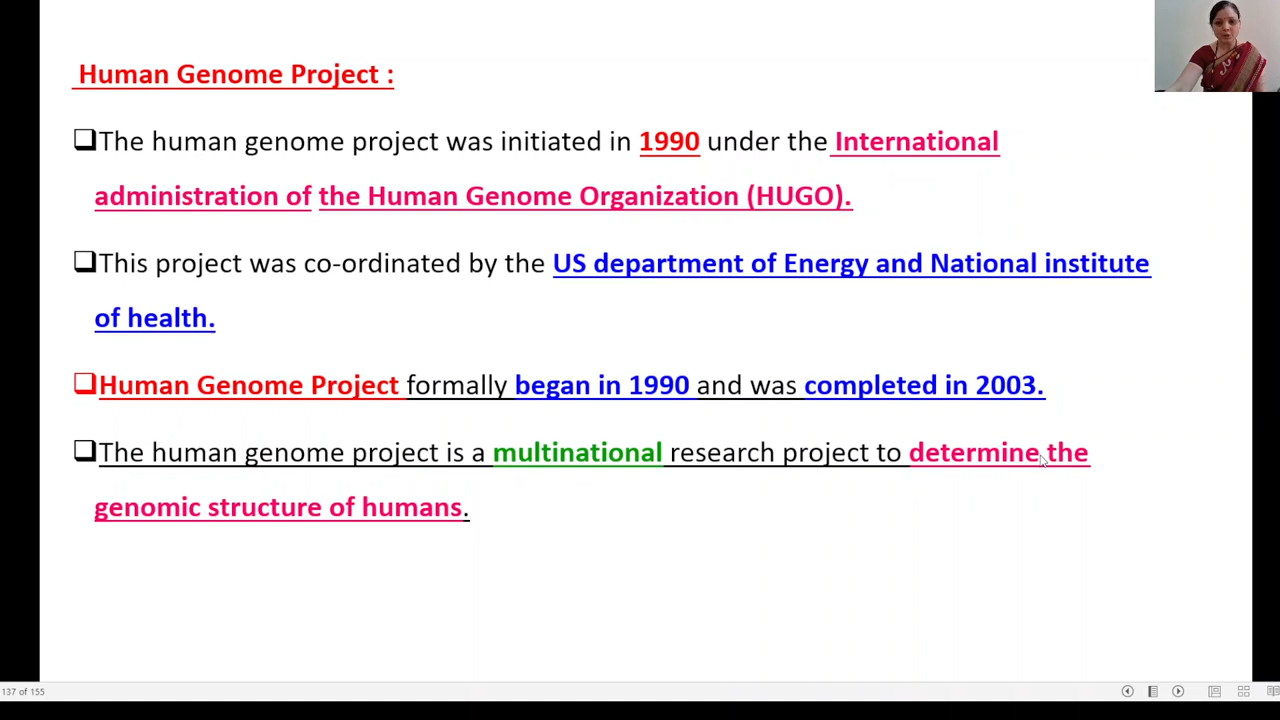 Human Genome Project :
❑The human genome project was initiated in 1990 under the International
administration of the Human Genome Organization (HUGO).
❑This project was co-ordinated by the US department of Energy and National institute
of health.
❑Human Genome Project formally began in 1990 and was completed in 2003.
❑The human genome project is a multinational research project to determine the
genomic structure of humans.
137 of 155